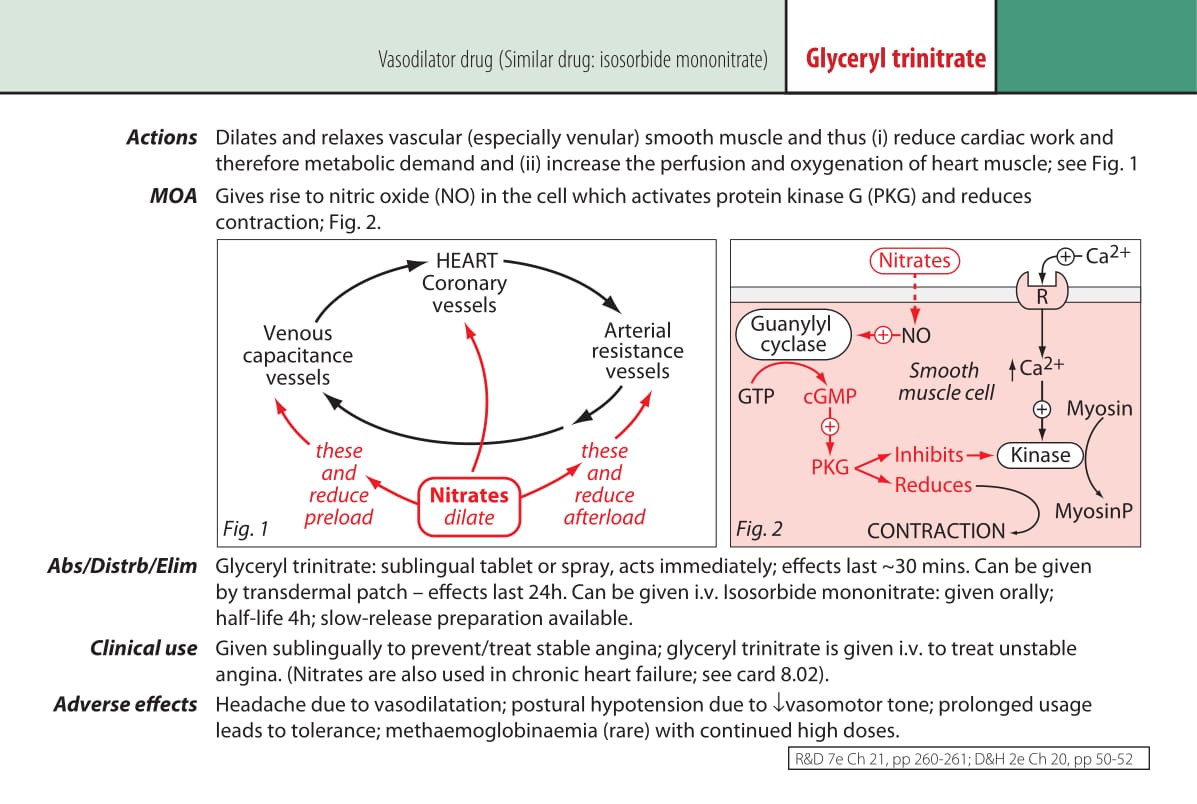 Vasodilator drug (Similar drug: isosorbide mononitrate)
Glyceryl trinitrate
Actions Dilates and relaxes vascular (especially venular) smooth muscle and thus (i) reduce cardiac work and
therefore metabolic demand and (ii) increase the perfusion and oxygenation of heart muscle; see Fig. 1
MOA Gives rise to nitric oxide (NO) in the cell which activates protein kinase G (PKG) and reduces
contraction; Fig. 2.
HEART
Coronary
vessels
Venous
capacitance
vessels
Arterial
resistance
vessels
these
and
reduce
preload
Nitrates
dilate
these
and
reduce
afterload
Fig. 1
Nitrates
+ Ca2+
R
Guanylyl
cyclase
+ NO
Smooth
muscle cell
↑Ca2+
GTP
cGMP
+
+
Myosin
PKG
Inhibits
Kinase
Reduces
MyosinP
CONTRACTION
Fig. 2
Abs/Distrb/Elim Glyceryl trinitrate: sublingual tablet or spray, acts immediately; effects last ~30 mins. Can be given
by transdermal patch – effects last 24h. Can be given i.v. Isosorbide mononitrate: given orally;
half-life 4h; slow-release preparation available.
Clinical use Given sublingually to prevent/treat stable angina; glyceryl trinitrate is given i.v. to treat unstable
angina. (Nitrates are also used in chronic heart failure; see card 8.02).
Adverse effects Headache due to vasodilatation; postural hypotension due to ↓vasomotor tone; prolonged usage
leads to tolerance; methaemoglobinaemia (rare) with continued high doses.
R&D 7e Ch 21, pp 260-261; D&H 2e Ch 20, pp 50-52